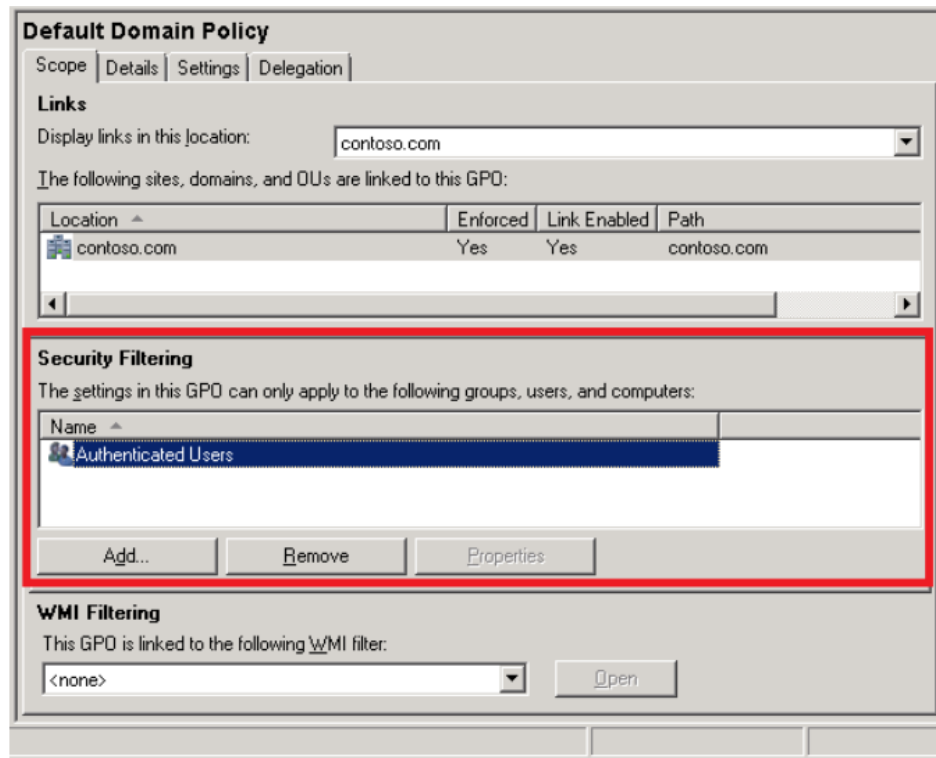 Default Domain Policy
Scope Details Settings Delegation
Links
Display links in this location: contoso.com
The following sites, domains, and OUs are linked to this GPO:
Location Enforced Link Enabled Path
contoso.com Yes Yes contoso.com
Security Filtering
The settings in this GPO can only apply to the following groups, users, and computers:
Name
Authenticated Users
Add... Remove Properties
WMI Filtering
This GPO is linked to the following WMI filter:
<none> Open